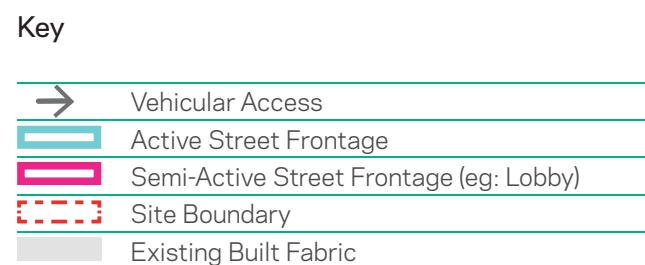 Key
Vehicular Access
Active Street Frontage
Semi-Active Street Frontage (eg: Lobby)
Site Boundary
Existing Built Fabric